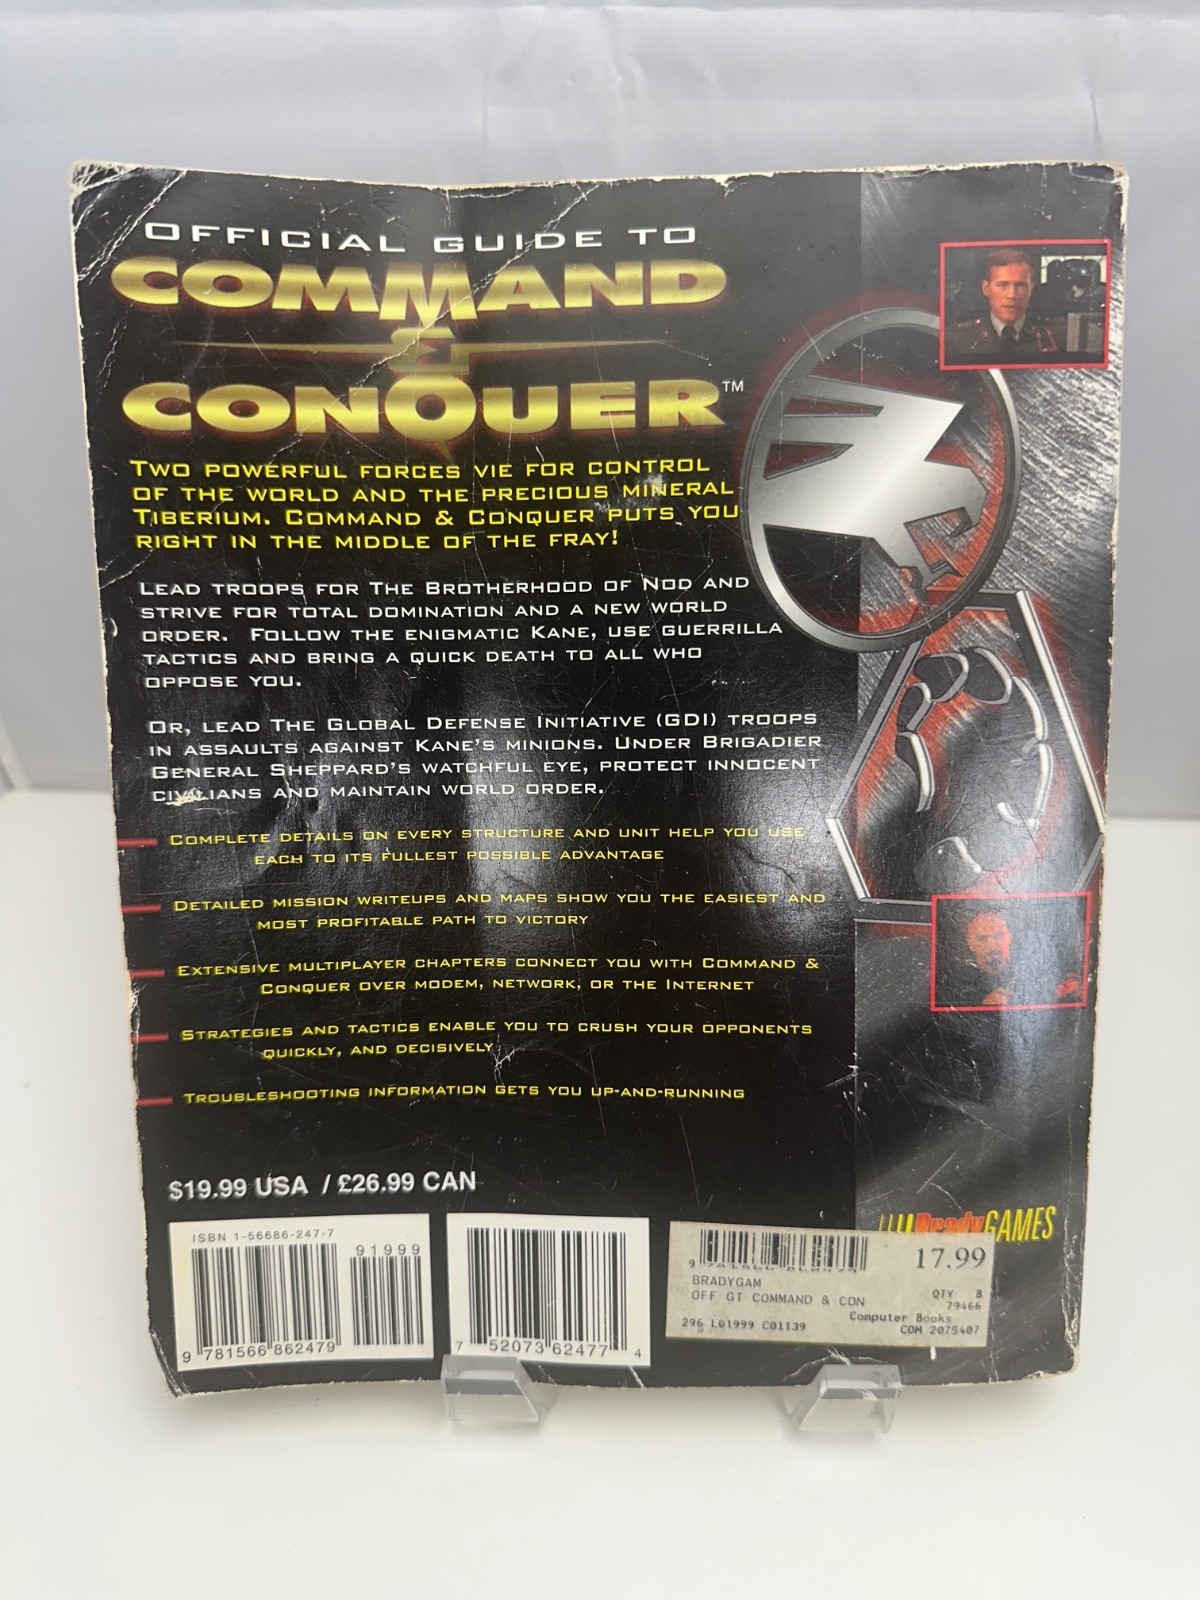 OFFICIAL GUIDE TO
COMMAND
&
CONQUER™
TWO POWERFUL FORCES VIE FOR CONTROL
OF THE WORLD AND THE PRECIOUS MINERAL
TIBERIUM. COMMAND & CONQUER PUTS YOU
RIGHT IN THE MIDDLE OF THE FRAY!
LEAD TROOPS FOR THE BROTHERHOOD OF NOD AND
STRIVE FOR TOTAL DOMINATION AND A NEW WORLD
ORDER. FOLLOW THE ENIGMATIC KANE, USE GUERRILLA
TACTICS AND BRING A QUICK DEATH TO ALL WHO
OPPOSE YOU.
OR, LEAD THE GLOBAL DEFENSE INITIATIVE (GDI) TROOPS
IN ASSAULTS AGAINST KANE'S MINIONS. UNDER BRIGADIER
GENERAL SHEPPARD'S WATCHFUL EYE, PROTECT INNOCENT
CIVILIANS AND MAINTAIN WORLD ORDER.
COMPLETE DETAILS ON EVERY STRUCTURE AND UNIT HELP YOU USE
EACH TO ITS FULLEST POSSIBLE ADVANTAGE
DETAILED MISSION WRITEUPS AND MAPS SHOW YOU THE EASIEST AND
MOST PROFITABLE PATH TO VICTORY
EXTENSIVE MULTIPLAYER CHAPTERS CONNECT YOU WITH COMMAND &
CONQUER OVER MODEM, NETWORK, OR THE INTERNET
STRATEGIES AND TACTICS ENABLE YOU TO CRUSH YOUR OPPONENTS
QUICKLY, AND DECISIVELY
TROUBLESHOOTING INFORMATION GETS YOU UP-AND-RUNNING
$19.99 USA / £26.99 CAN
BradyGAMES
ISBN 1-56686-247-7
91999
9 781566 862479
7 52073 62477 4
9 781566 862479
17.99
BRADYGAM
OFF GT COMMAND & CON
QTY 8
79466
Computer Books
296 L01999 C01139
COM 2075407